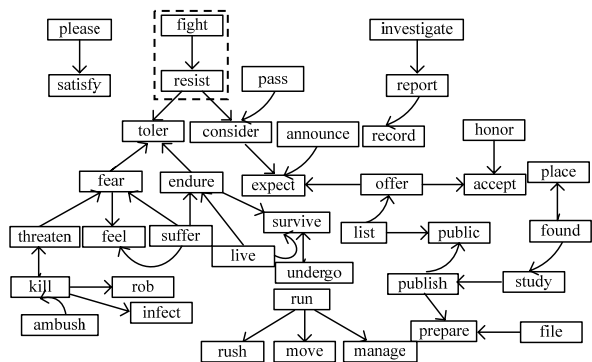 please
fight
investigate
satisfy
resist
pass
report
toler
consider
announce
record
honor
fear
endure
expect
offer
accept
place
threaten
feel
suffer
survive
list
public
found
live
kill
rob
undergo
publish
study
ambush
infect
run
rush
move
manage
prepare
file